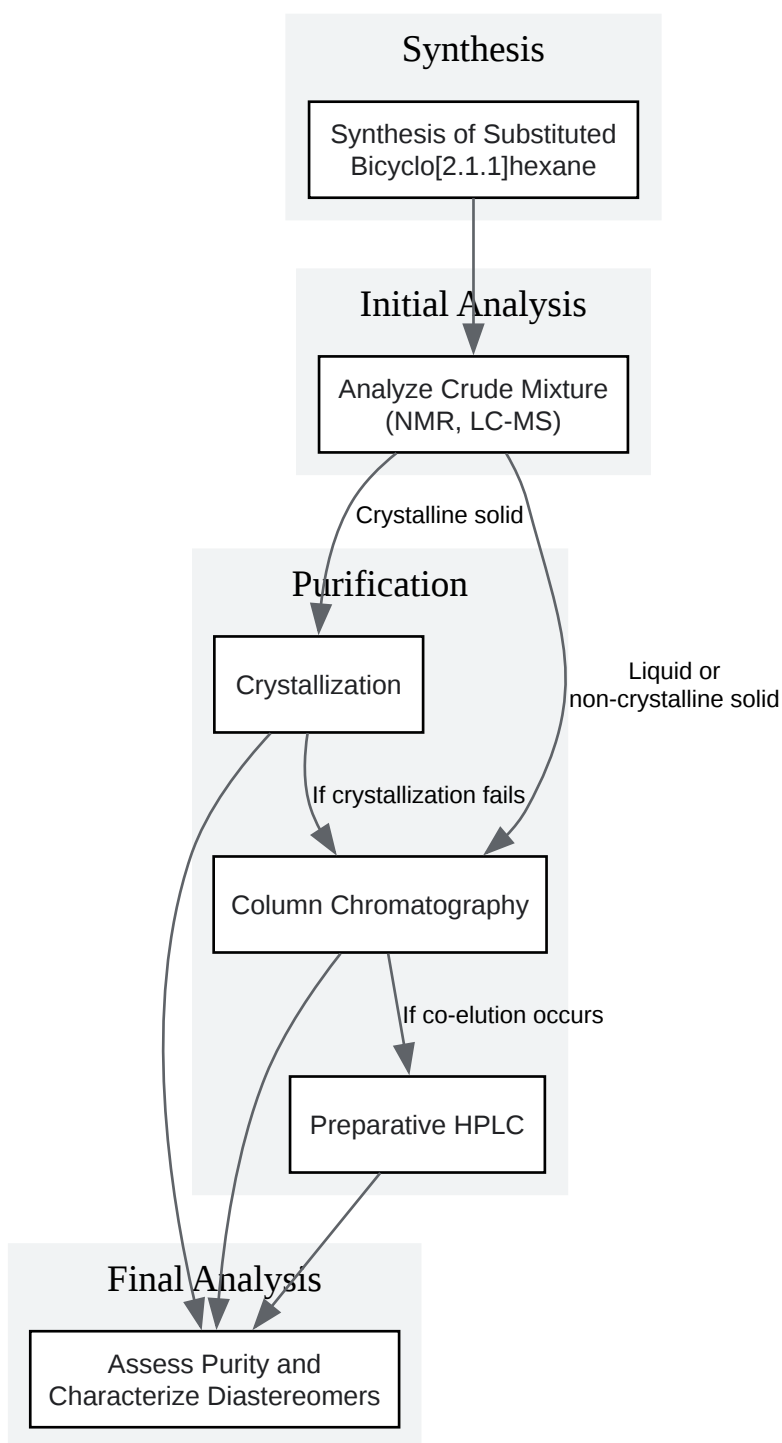 Synthesis
Synthesis of Substituted
Bicyclo[2.1.1]hexane
Initial Analysis
Analyze Crude Mixture
(NMR, LC-MS)
Crystalline solid
Purification
Liquid or
non-crystalline solid
Crystallization
If crystallization fails
Column Chromatography
If co-elution occurs
Preparative HPLC
Final Analysis
Assess Purity and
Characterize Diastereomers